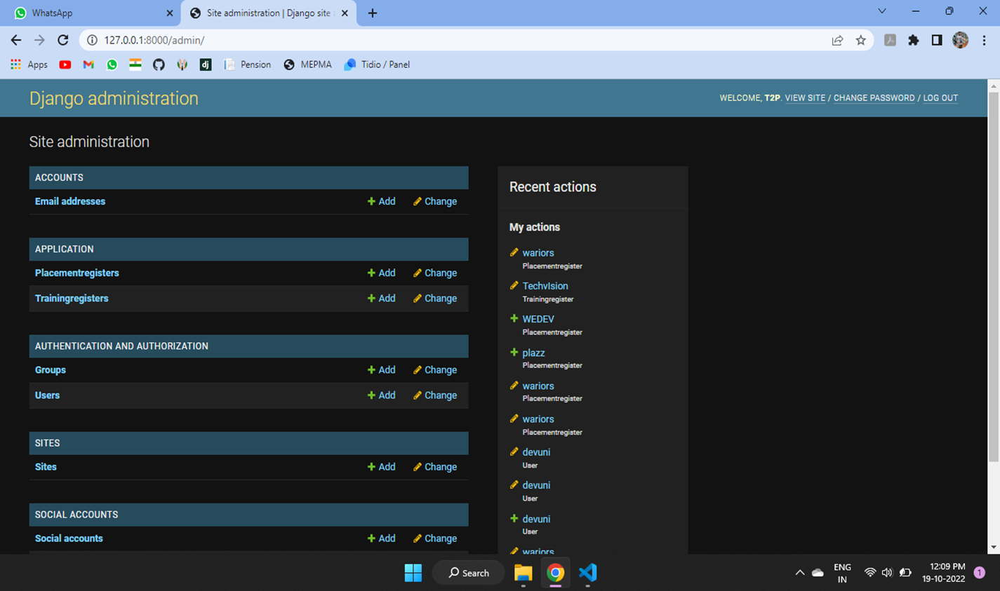 WhatsApp
Site administration | Django site a
127.0.0.1:8000/admin/
Apps
dj
Pension
MEPMA
Tidio / Panel
Django administration
WELCOME, T2P. VIEW SITE / CHANGE PASSWORD / LOG OUT
Site administration
ACCOUNTS
Email addresses Add Change
APPLICATION
Placementregisters Add Change
Trainingregisters Add Change
AUTHENTICATION AND AUTHORIZATION
Groups Add Change
Users Add Change
SITES
Sites Add Change
SOCIAL ACCOUNTS
Social accounts Add Change
Recent actions
My actions
wariors
Placementregister
TechvIsion
Trainingregister
WEDEV
Placementregister
plazz
Placementregister
wariors
Placementregister
wariors
Placementregister
devuni
User
devuni
User
devuni
User
wariors
Search
ENG
IN
12:09 PM
19-10-2022
1